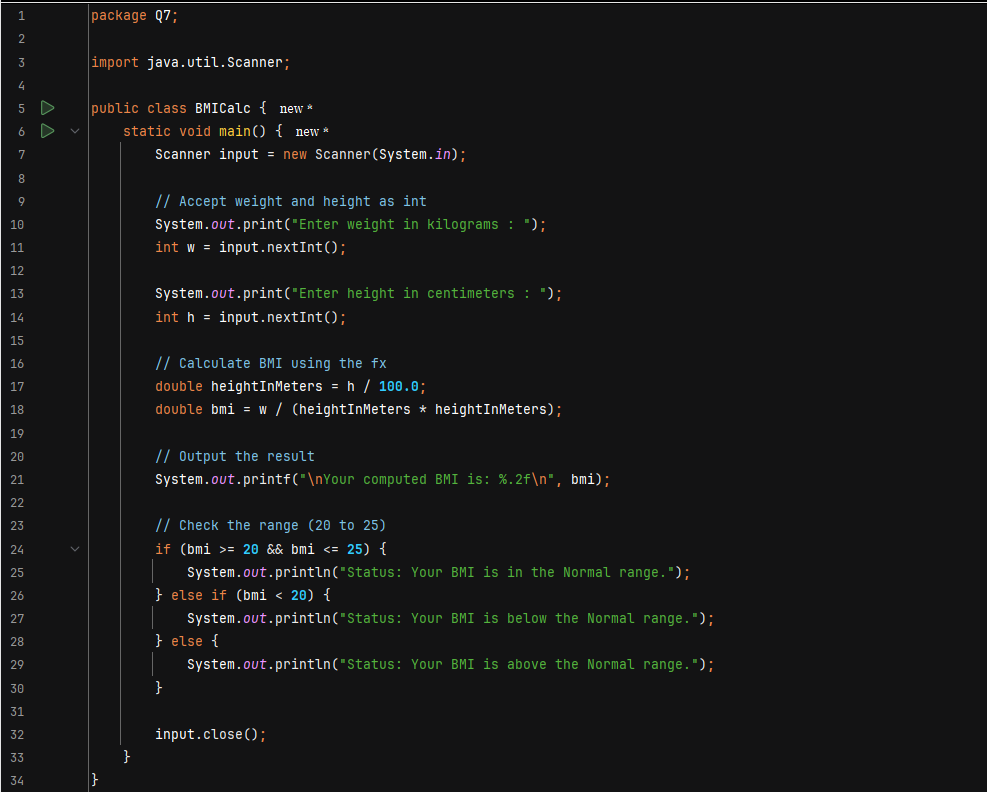 1 package Q7;
2
3 import java.util.Scanner;
4
5 public class BMICalc { new *
6     static void main() { new *
7         Scanner input = new Scanner(System.in);
8
9         // Accept weight and height as int
10         System.out.print("Enter weight in kilograms : ");
11         int w = input.nextInt();
12
13         System.out.print("Enter height in centimeters : ");
14         int h = input.nextInt();
15
16         // Calculate BMI using the fx
17         double heightInMeters = h / 100.0;
18         double bmi = w / (heightInMeters * heightInMeters);
19
20         // Output the result
21         System.out.printf("\nYour computed BMI is: %.2f\n", bmi);
22
23         // Check the range (20 to 25)
24         if (bmi >= 20 && bmi <= 25) {
25             System.out.println("Status: Your BMI is in the Normal range.");
26         } else if (bmi < 20) {
27             System.out.println("Status: Your BMI is below the Normal range.");
28         } else {
29             System.out.println("Status: Your BMI is above the Normal range.");
30         }
31
32         input.close();
33     }
34 }